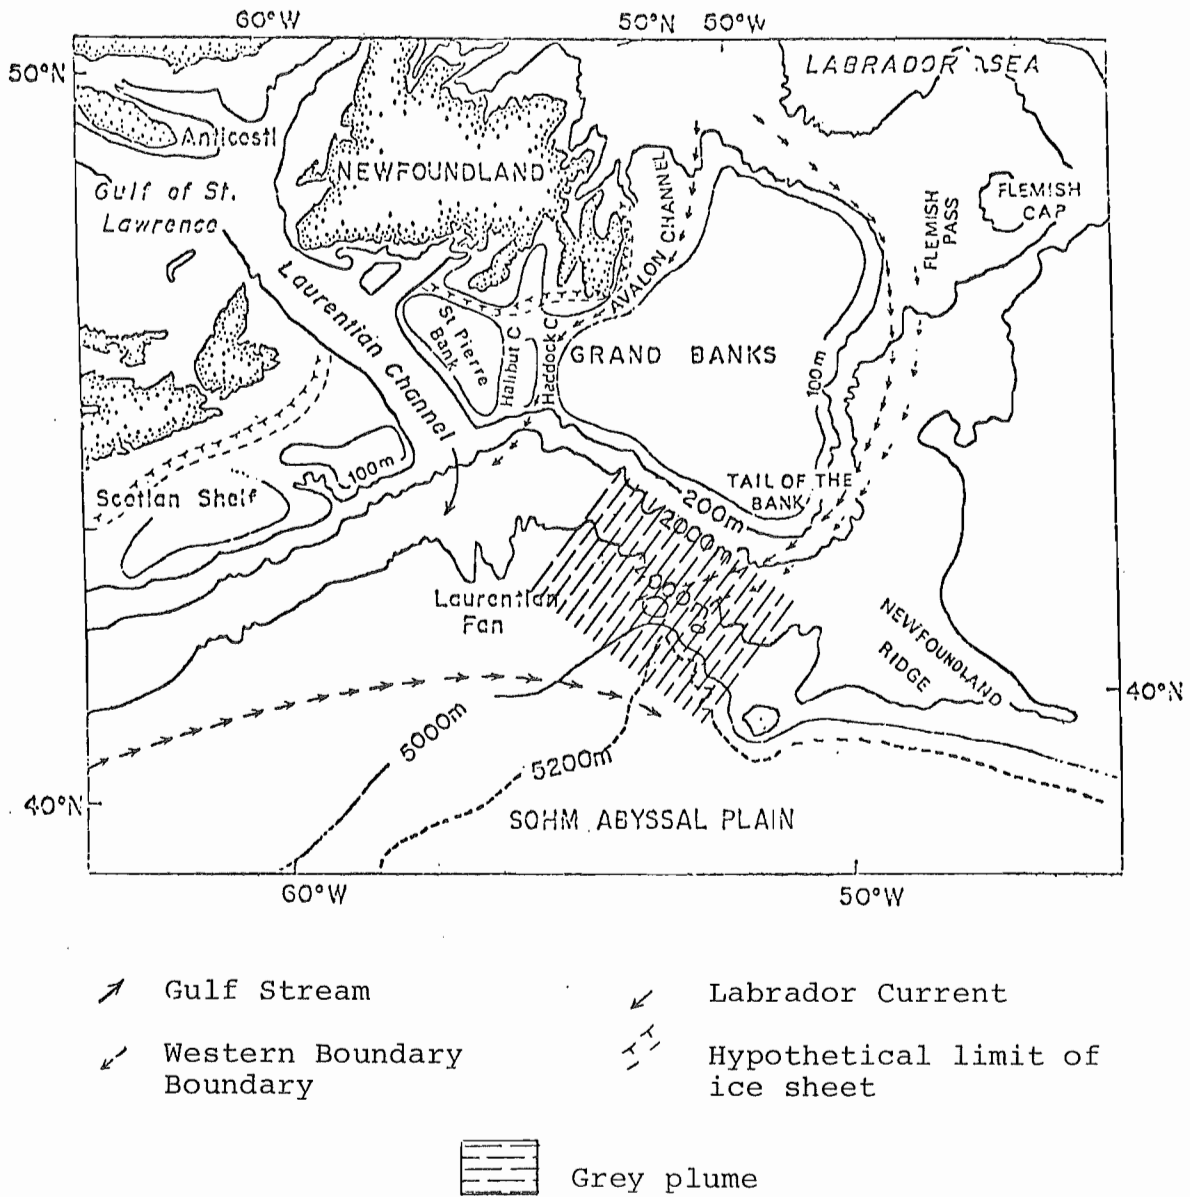 60°W
50°N 50°W
50°N
LABRADOR SEA
Anticosti
NEWFOUNDLAND
Gulf of St.
Lawrence
AVALON CHANNEL
FLEMISH
PASS
FLEMISH
CAP
Laurentian Channel
St Pierre
Bank
Halibut C
Haddock C
GRAND BANKS
100m
100m
Scotian Shelf
TAIL OF THE
BANK
200m
2000m
Laurentian
Fan
NEWFOUNDLAND
RIDGE
40°N
5000m
5200m
40°N
SOHM ABYSSAL PLAIN
60°W
50°W
Gulf Stream
Labrador Current
Western Boundary
Boundary
Hypothetical limit of
ice sheet
Grey plume